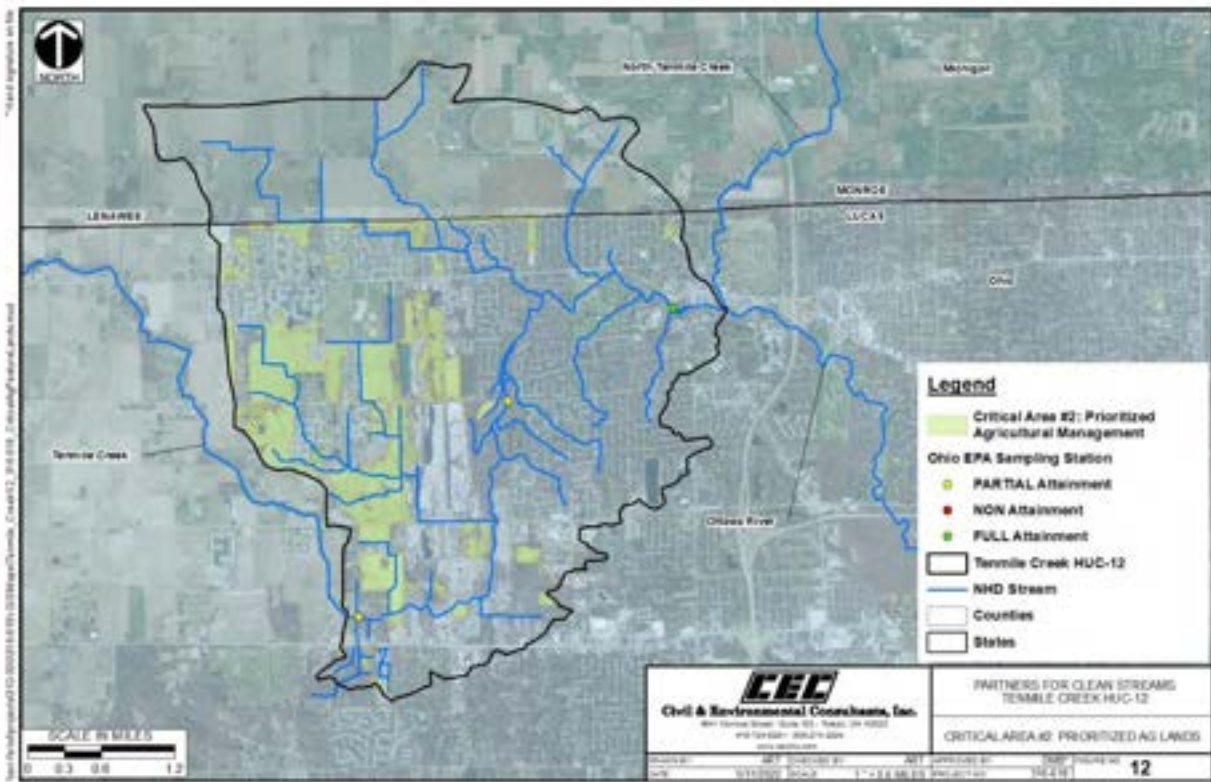 NORTH
North Tenmile Creek
Michigan
MONROE
LENAWEE
LUCAS
Ohio
Tenmile Creek
Ottawa River
Legend
Critical Area #2: Prioritized
Agricultural Management
Ohio EPA Sampling Station
PARTIAL Attainment
NON Attainment
FULL Attainment
Tenmile Creek HUC-12
NHD Stream
Counties
States
SCALE IN MILES
0 0.3 0.6 1.2
CEC
Civil & Environmental Consultants, Inc.
PARTNERS FOR CLEAN STREAMS
TENMILE CREEK HUC-12
CRITICAL AREA #2: PRIORITIZED AG LANDS
DATE
SCALE
12